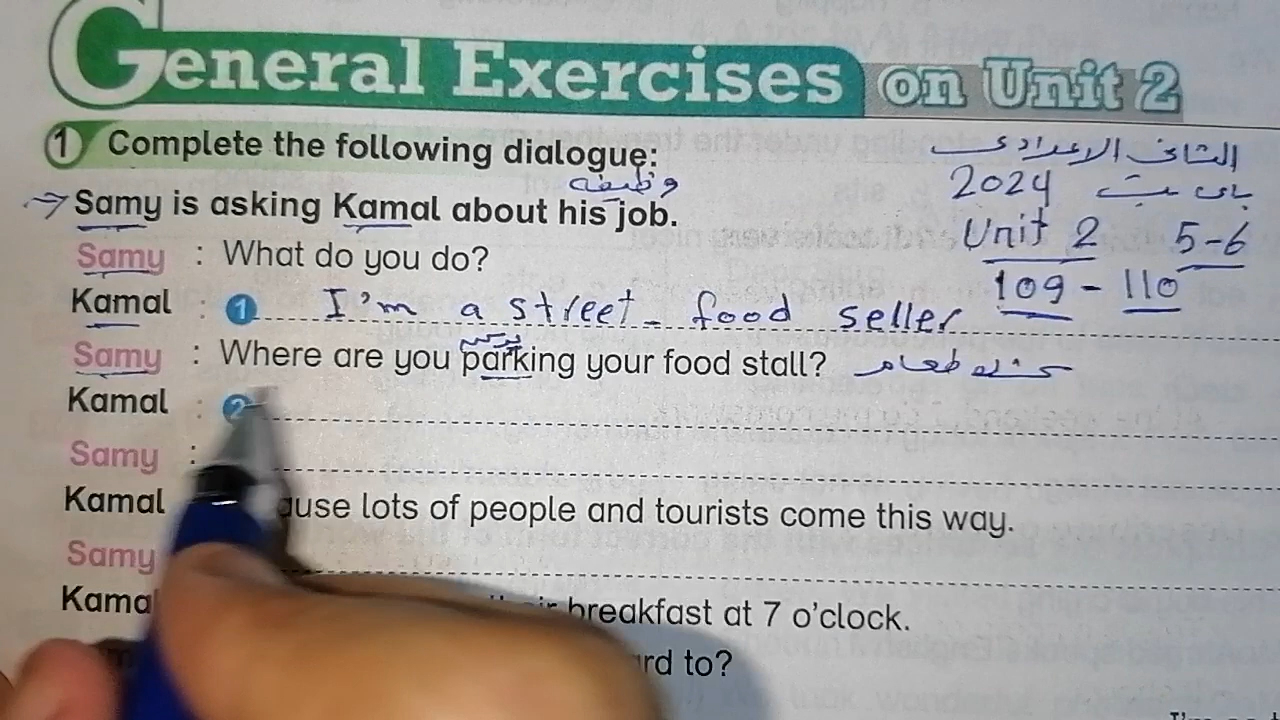 General Exercises on Unit 2
1 Complete the following dialogue:
الثانى الاعدادى
وظيفه
2024
Samy is asking Kamal about his job.
Unit 2 5-6
Samy : What do you do?
109 - 110
Kamal : 1 I'm a street food seller
Samy : Where are you parking your food stall?
Kamal : 2
Samy :
Kamal ause lots of people and tourists come this way.
Samy
Kama breakfast at 7 o'clock.
rd to?